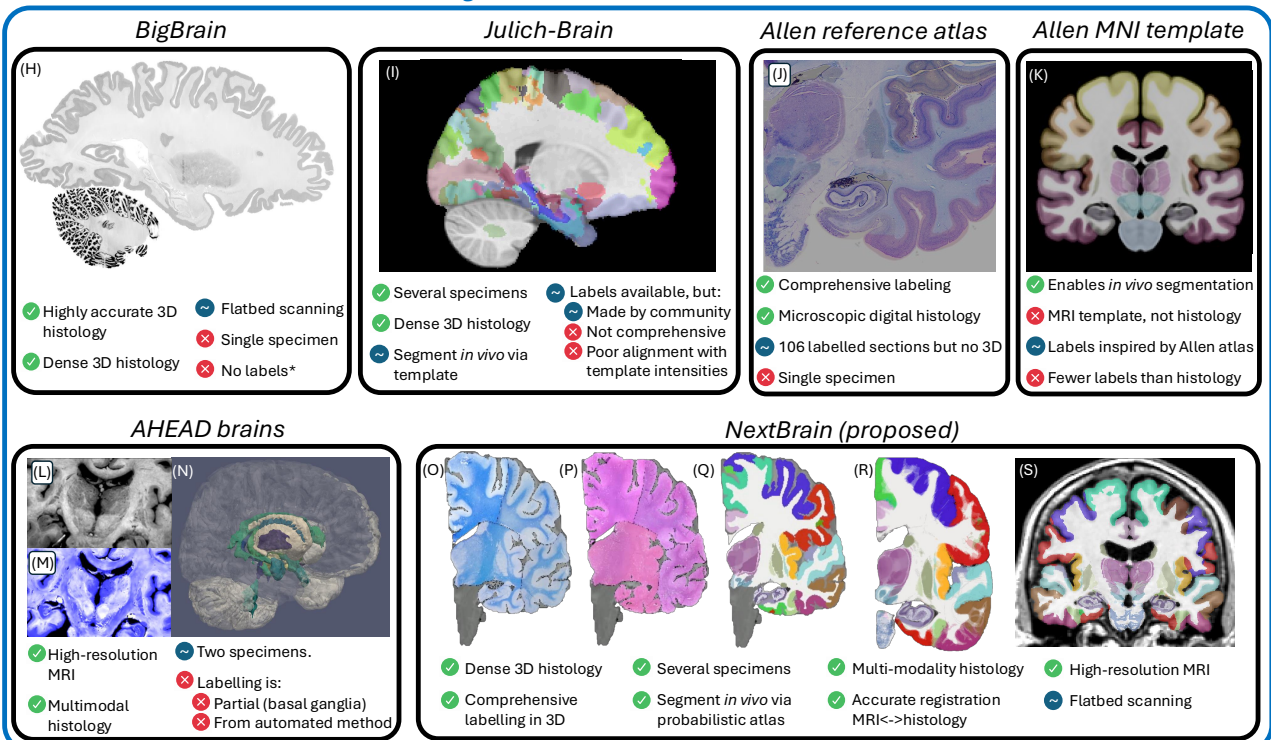 BigBrain
(H)
Highly accurate 3D
histology
Dense 3D histology
Flatbed scanning
Single specimen
No labels*
Julich-Brain
(I)
Several specimens
Dense 3D histology
Segment in vivo via
template
Labels available, but:
Made by community
Not comprehensive
Poor alignment with
template intensities
Allen reference atlas
(J)
Comprehensive labeling
Microscopic digital histology
106 labelled sections but no 3D
Single specimen
Allen MNI template
(K)
Enables in vivo segmentation
MRI template, not histology
Labels inspired by Allen atlas
Fewer labels than histology
AHEAD brains
(L)
(M)
(N)
High-resolution
MRI
Multimodal
histology
Two specimens.
Labelling is:
Partial (basal ganglia)
From automated method
NextBrain (proposed)
(O)
(P)
(Q)
(R)
(S)
Dense 3D histology
Comprehensive
labelling in 3D
Several specimens
Segment in vivo via
probabilistic atlas
Multi-modality histology
Accurate registration
MRI<->histology
High-resolution MRI
Flatbed scanning